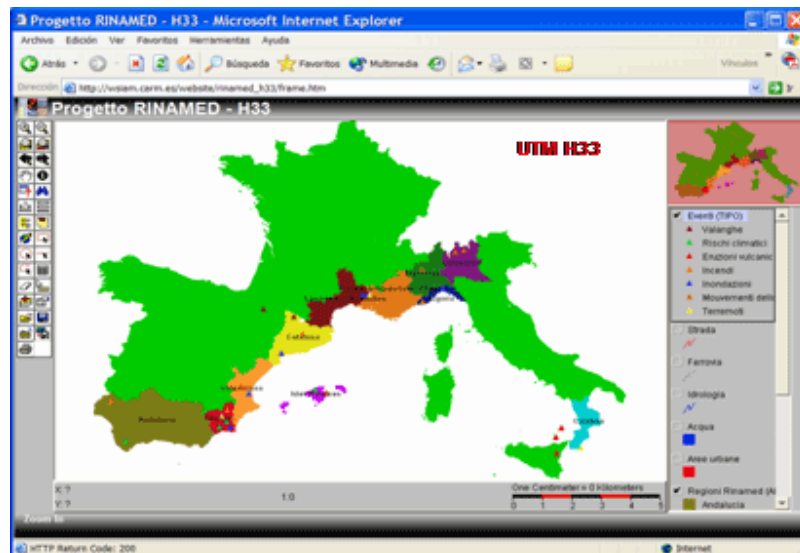 Progetto RINAMED - H33 - Microsoft Internet Explorer
Archivo Edición Ver Favoritos Herramientas Ayuda
Atrás Búsqueda Favoritos Multimedia Vínculos
Dirección http://wsiam.carm.es/website/rinamed_h33/frame.htm Ir
Progetto RINAMED - H33
UTM H33
Eventi (TIPO)
Valanghe
Rischi climatici
Eruzioni vulcanic
Incendi
Inondazioni
Mouvementi dell
Terremoti
Strada
Ferrovia
Idrologia
Acqua
Aree urbane
Regioni Rinamed (A
Andalucia
Andalucia
X: ?
Y: ?
1:0
One Centimeter = 0 Kilometers
0 1 2 3 4 5
Zoom In
HTTP Return Code: 200
Internet